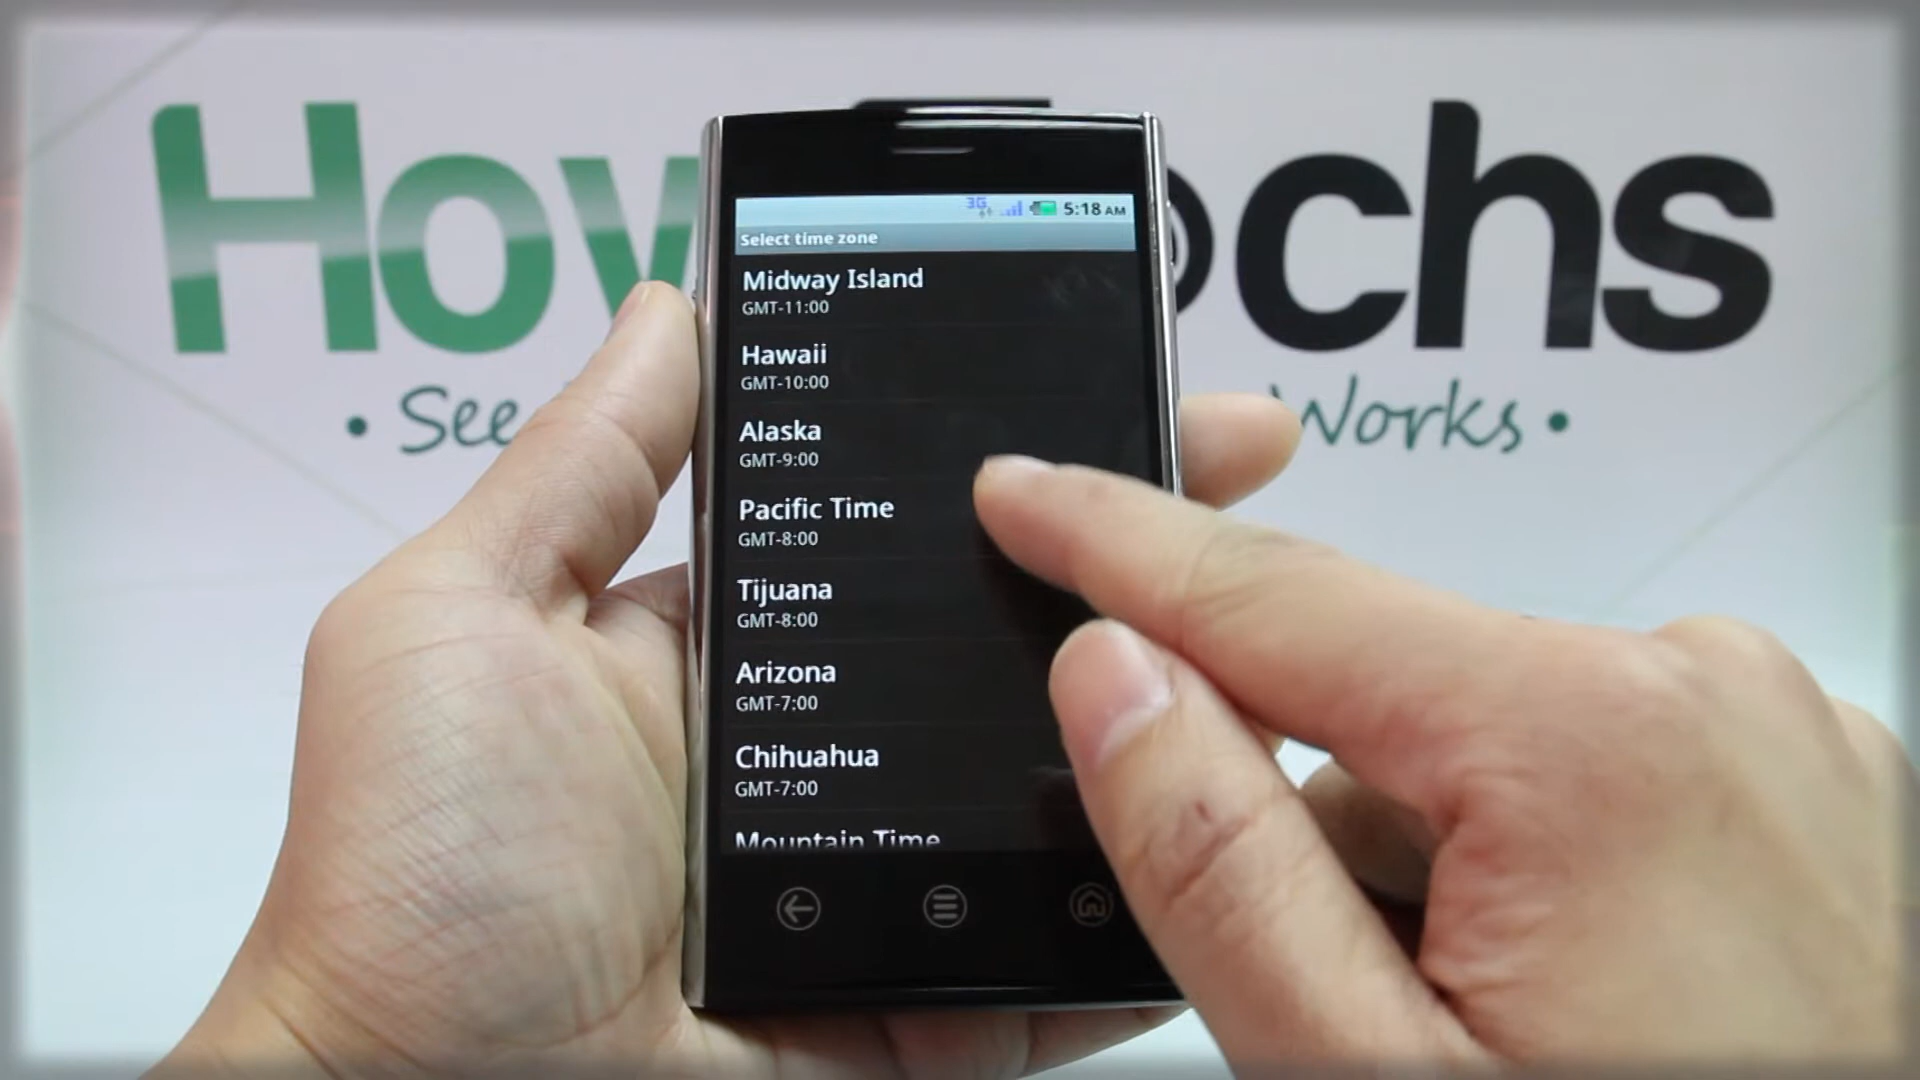 How chs
See Works
3G 5:18 AM
Select time zone
Midway Island
GMT-11:00
Hawaii
GMT-10:00
Alaska
GMT-9:00
Pacific Time
GMT-8:00
Tijuana
GMT-8:00
Arizona
GMT-7:00
Chihuahua
GMT-7:00
Mountain Time